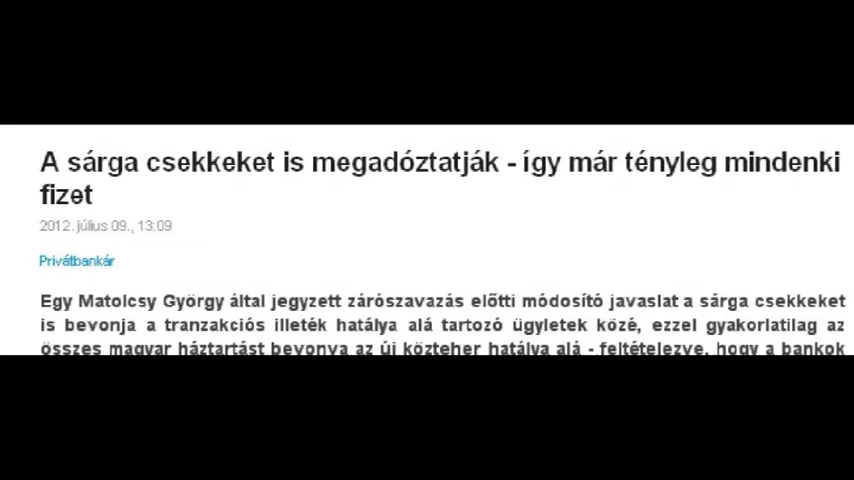 A sárga csekkeket is megadóztatják - így már tényleg mindenki
fizet
2012. július 09., 13:09
Privátbankár
Egy Matolcsy György által jegyzett zárószavazás előtti módosító javaslat a sárga csekkeket
is bevonja a tranzakciós illeték hatálya alá tartozó ügyletek közé, ezzel gyakorlatilag az
összes magyar háztartást bevonva az új közteher hatálya alá - feltételezve, hogy a bankok